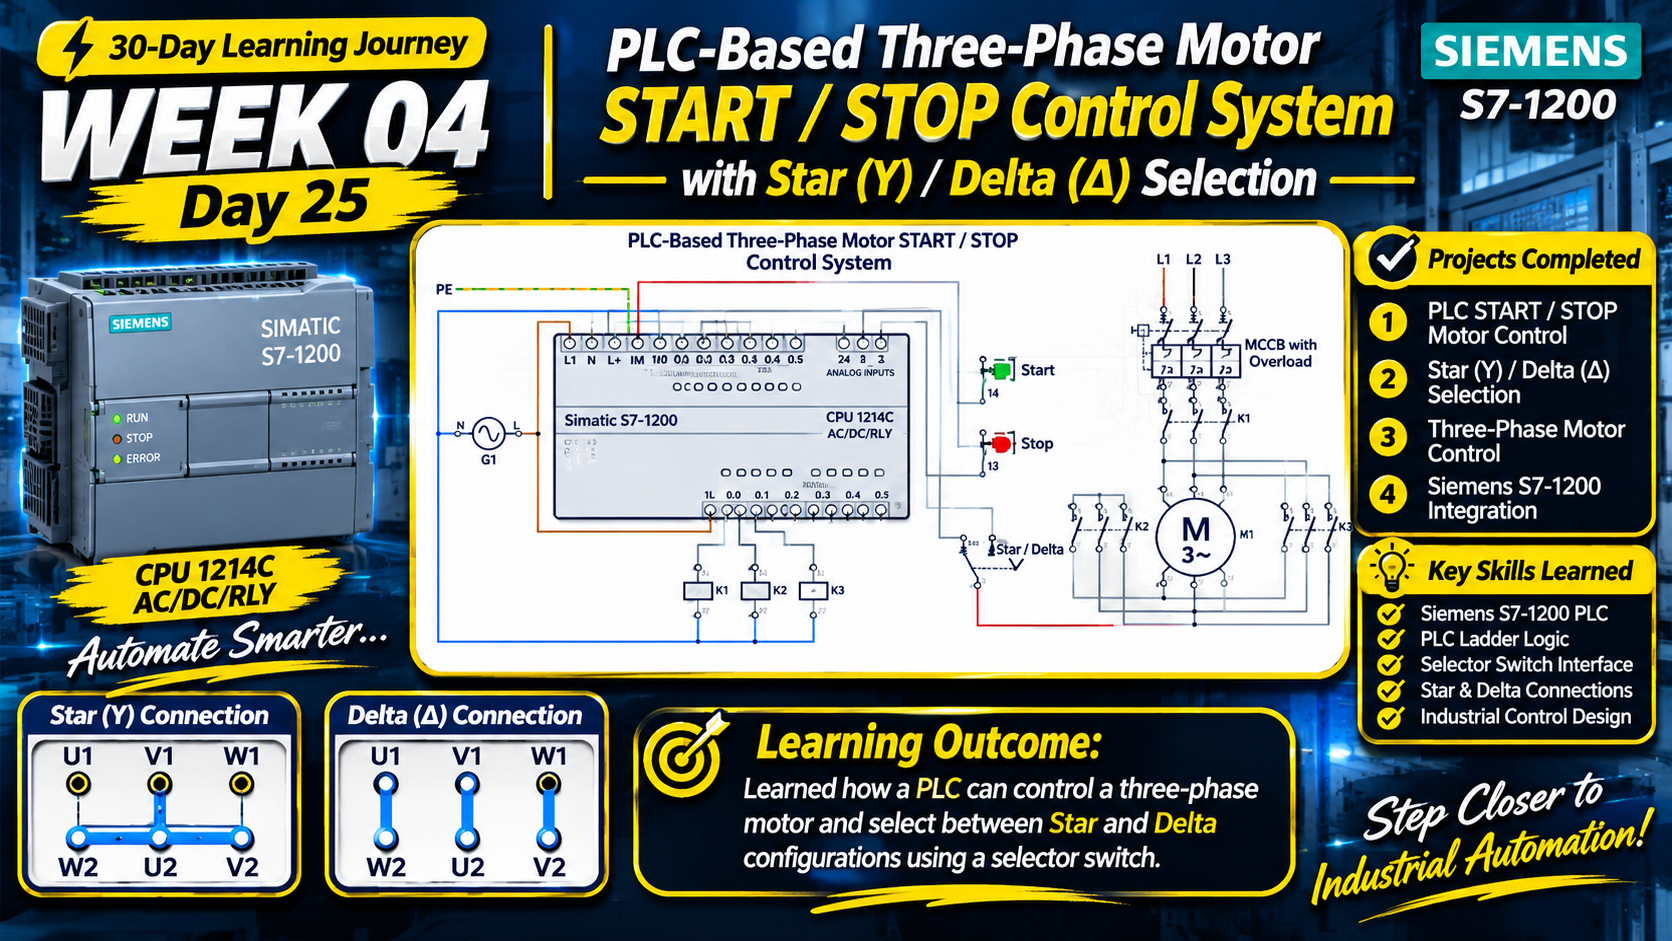 30-Day Learning Journey
WEEK 04
Day 25
PLC-Based Three-Phase Motor
START / STOP Control System
with Star (Y) / Delta (Δ) Selection
SIEMENS
S7-1200
SIEMENS
SIMATIC
S7-1200
RUN
STOP
ERROR
CPU 1214C
AC/DC/RLY
Automate Smarter...
PLC-Based Three-Phase Motor START / STOP
Control System
PE
L1 N L+ 0.3 0.4 0.5
24
ANALOG INPUTS
Simatic S7-1200
CPU 1214C
AC/DC/RLY
1L 0.0 0.1 0.2 0.3 0.4 0.5
N L
G1
K1 K2 K3
Start
14
Stop
13
Star / Delta
L1 L2 L3
MCCB with
Overload
K1
K2
M
3~
M1
K3
Projects Completed
1 PLC START / STOP
Motor Control
2 Star (Y) / Delta (Δ)
Selection
3 Three-Phase Motor
Control
4 Siemens S7-1200
Integration
Key Skills Learned
Siemens S7-1200 PLC
PLC Ladder Logic
Selector Switch Interface
Star & Delta Connections
Industrial Control Design
Star (Y) Connection
U1 V1 W1
W2 U2 V2
Delta (Δ) Connection
U1 V1 W1
W2 U2 V2
Learning Outcome:
Learned how a PLC can control a three-phase
motor and select between Star and Delta
configurations using a selector switch.
Step Closer to
Industrial Automation!